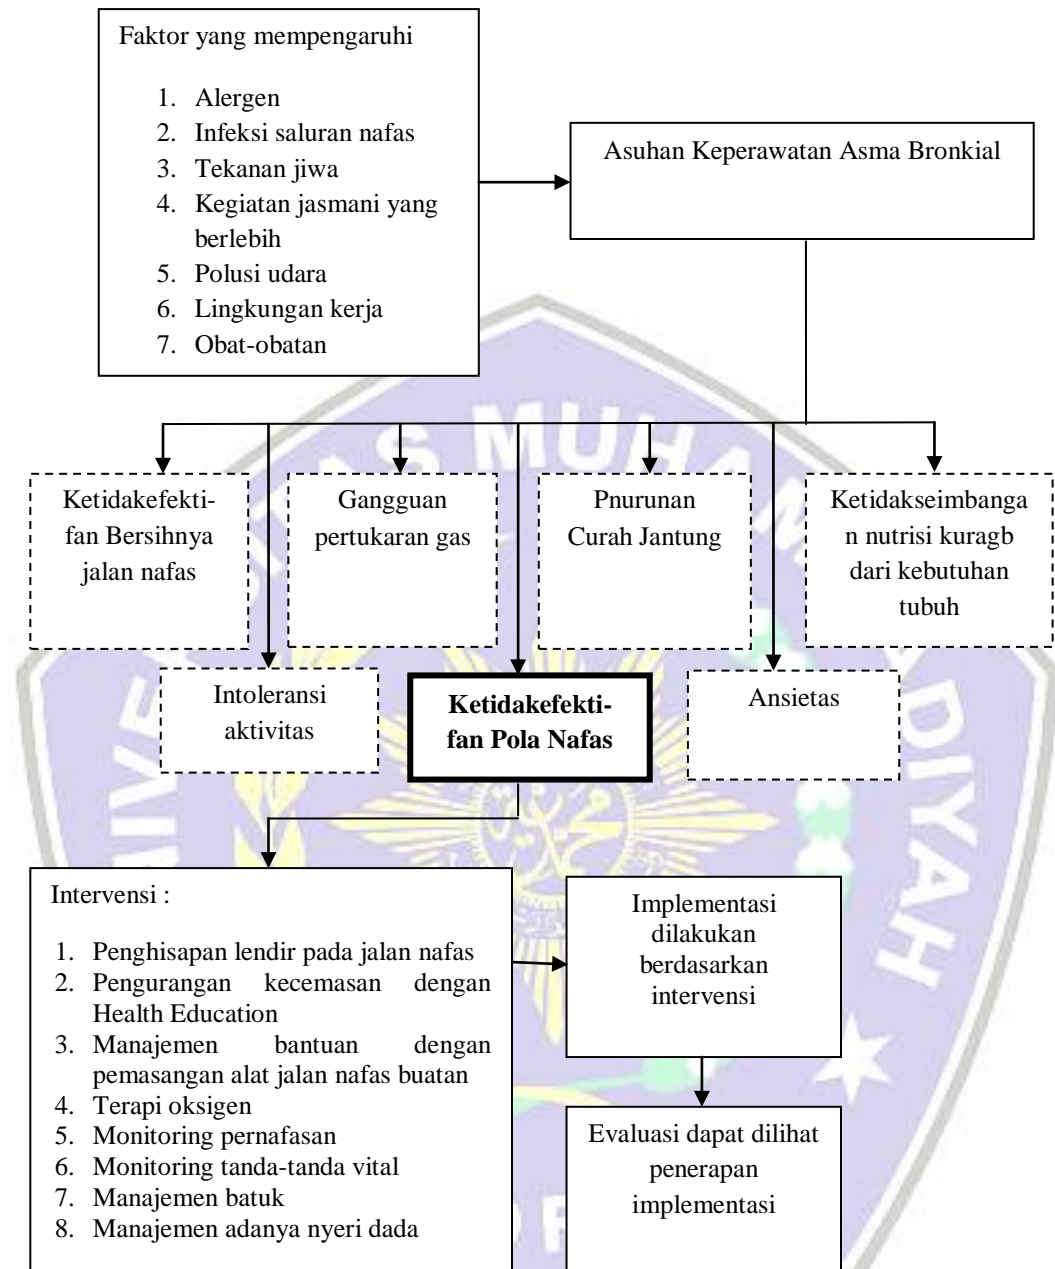 Faktor yang mempengaruhi
1. Alergen
2. Infeksi saluran nafas
3. Tekanan jiwa
4. Kegiatan jasmani yang
berlebih
5. Polusi udara
6. Lingkungan kerja
7. Obat-obatan
Asuhan Keperawatan Asma Bronkial
Ketidakefekti-
fan Bersihnya
jalan nafas
Gangguan
pertukaran gas
Pnurunan
Curah Jantung
Ketidakseimbanga
n nutrisi kuragb
dari kebutuhan
tubuh
Intoleransi
aktivitas
Ketidakefekti-
fan Pola Nafas
Ansietas
Intervensi :
1. Penghisapan lendir pada jalan nafas
2. Pengurangan kecemasan dengan
Health Education
3. Manajemen bantuan dengan
pemasangan alat jalan nafas buatan
4. Terapi oksigen
5. Monitoring pernafasan
6. Monitoring tanda-tanda vital
7. Manajemen batuk
8. Manajemen adanya nyeri dada
Implementasi
dilakukan
berdasarkan
intervensi
Evaluasi dapat dilihat
penerapan
implementasi